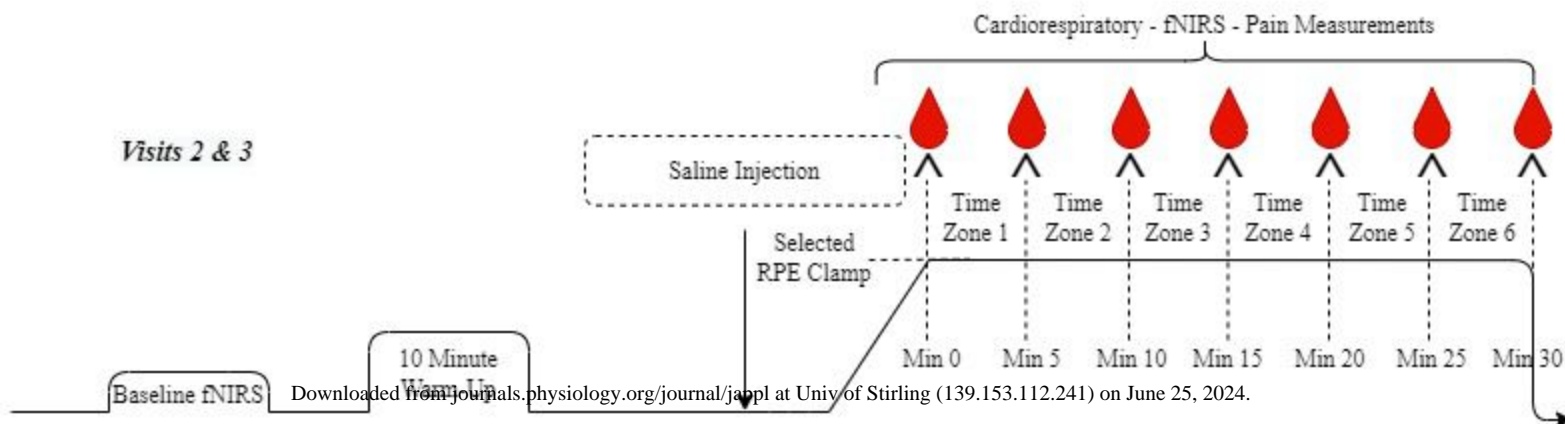 Cardiorespiratory - fNIRS - Pain Measurements
Visits 2 & 3
Saline Injection
Time
Zone 1
Time
Zone 2
Time
Zone 3
Time
Zone 4
Time
Zone 5
Time
Zone 6
Selected
RPE Clamp
Min 0
Min 5
Min 10
Min 15
Min 20
Min 25
Min 30
10 Minute
Warm-Up
Baseline fNIRS
Downloaded from journals.physiology.org/journal/jappl at Univ of Stirling (139.153.112.241) on June 25, 2024.